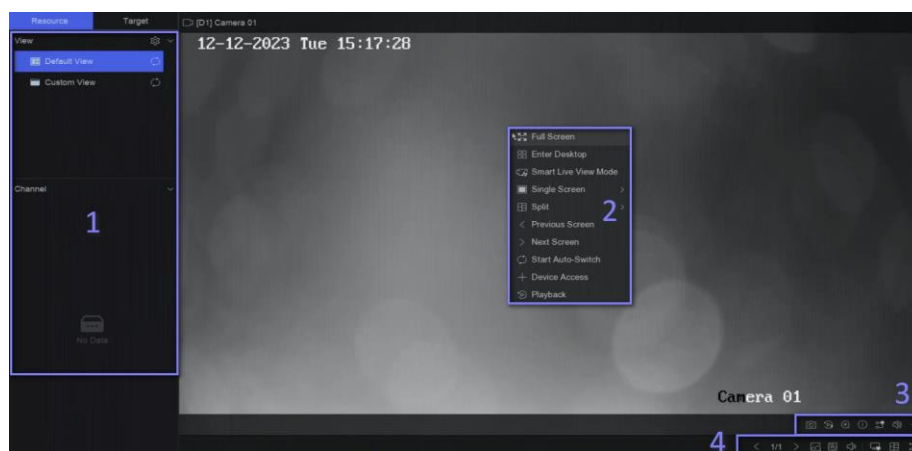 Resource Target
[D1] Camera 01
View
12-12-2023 Tue 15:17:28
Default View
Custom View
Full Screen
Enter Desktop
Smart Live View Mode
Single Screen
Split
2
Previous Screen
Next Screen
Start Auto-Switch
Device Access
Playback
Channel
1
No Data
Camera 01
3
4
1/1